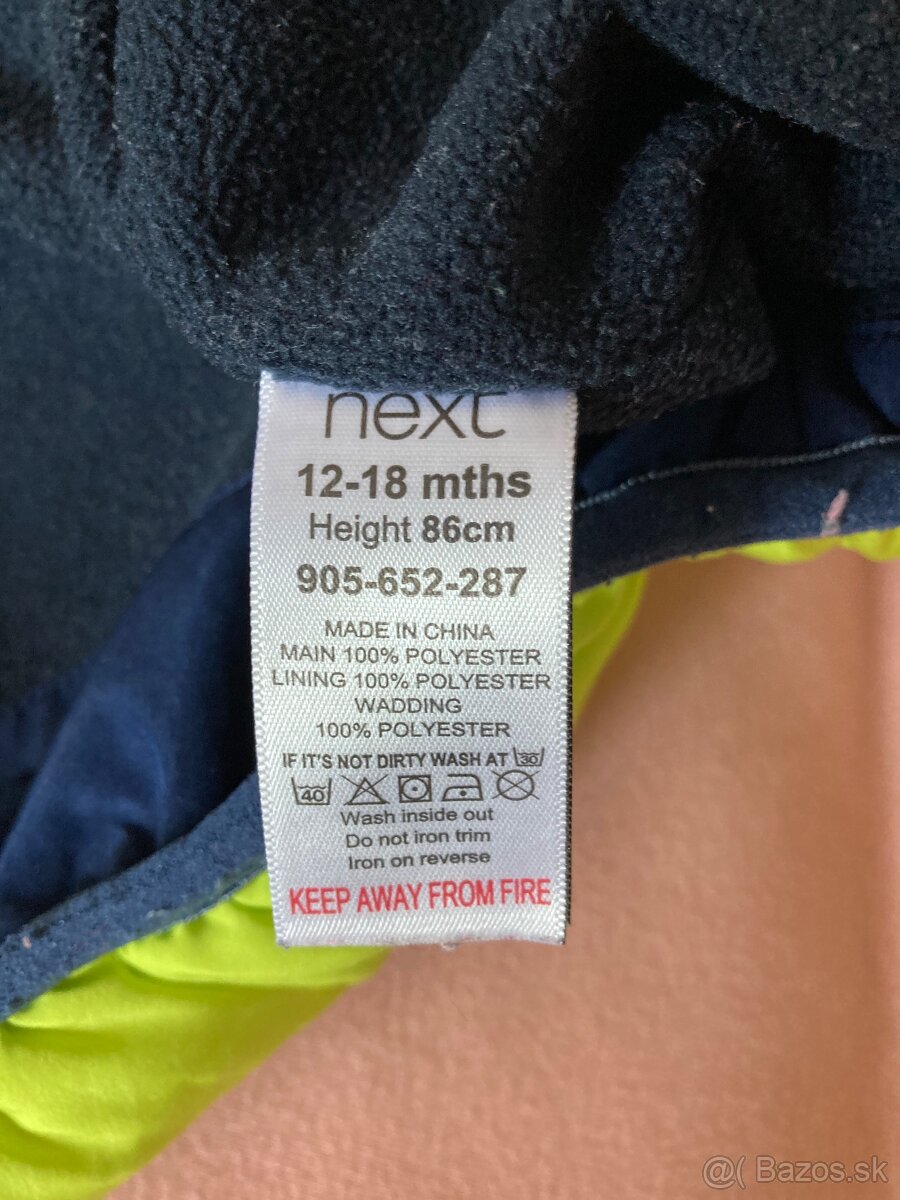 next
12-18 mths
Height 86cm
905-652-287
MADE IN CHINA
MAIN 100% POLYESTER
LINING 100% POLYESTER
WADDING
100% POLYESTER
IF IT'S NOT DIRTY WASH AT 30
40
Wash inside out
Do not iron trim
Iron on reverse
KEEP AWAY FROM FIRE
@( Bazos.sk